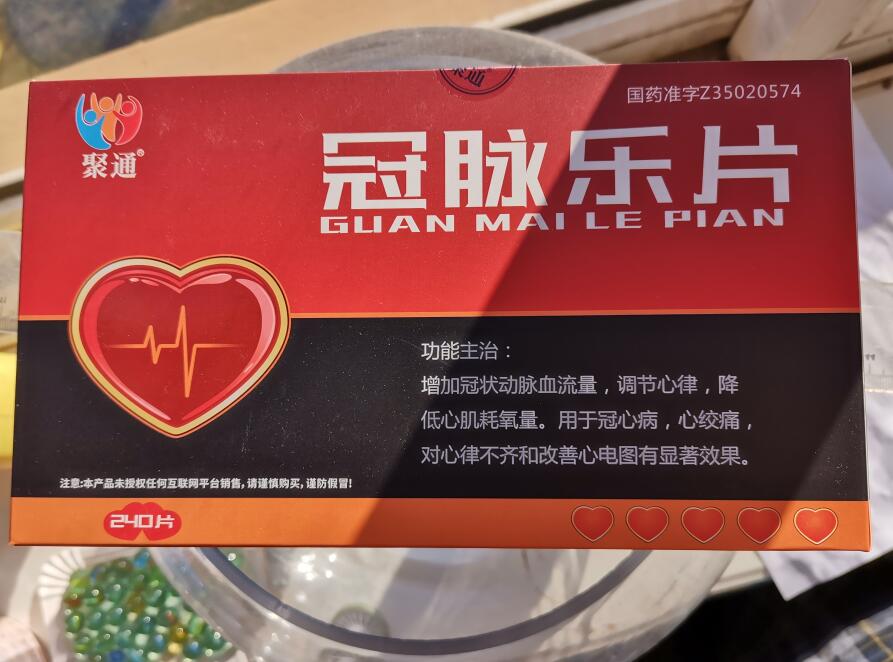 聚通
国药准字Z35020574
聚通®
冠脉乐片
GUAN MAI LE PIAN
功能主治：
增加冠状动脉血流量，调节心律，降
低心肌耗氧量。用于冠心病，心绞痛，
对心律不齐和改善心电图有显著效果。
注意:本产品未授权任何互联网平台销售,请谨慎购买,谨防假冒!
240片